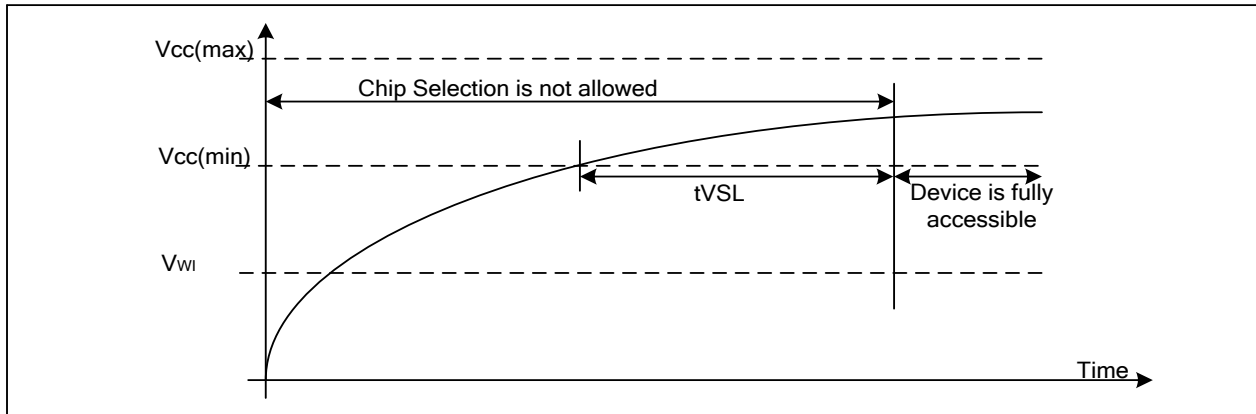 Vcc(max)
Chip Selection is not allowed
Vcc(min)
tVSL
Device is fully
accessible
VWI
Time